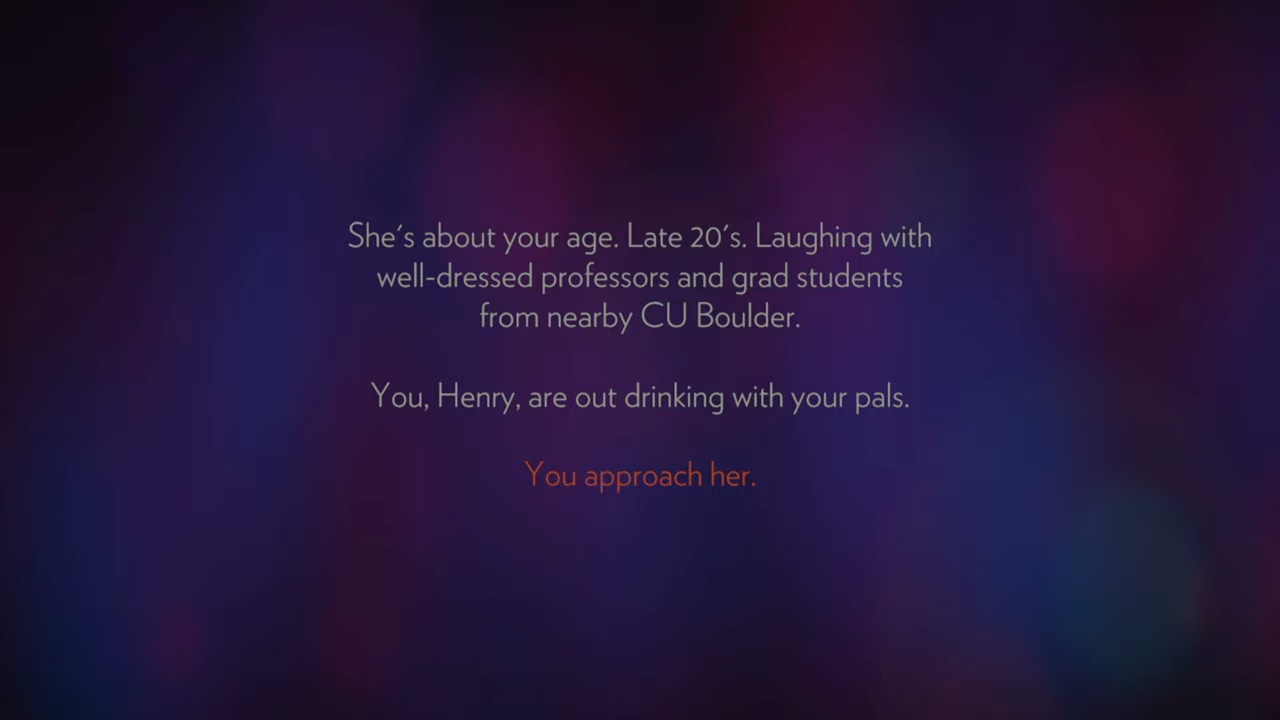 She's about your age. Late 20's. Laughing with
well-dressed professors and grad students
from nearby CU Boulder.
You, Henry, are out drinking with your pals.
You approach her.